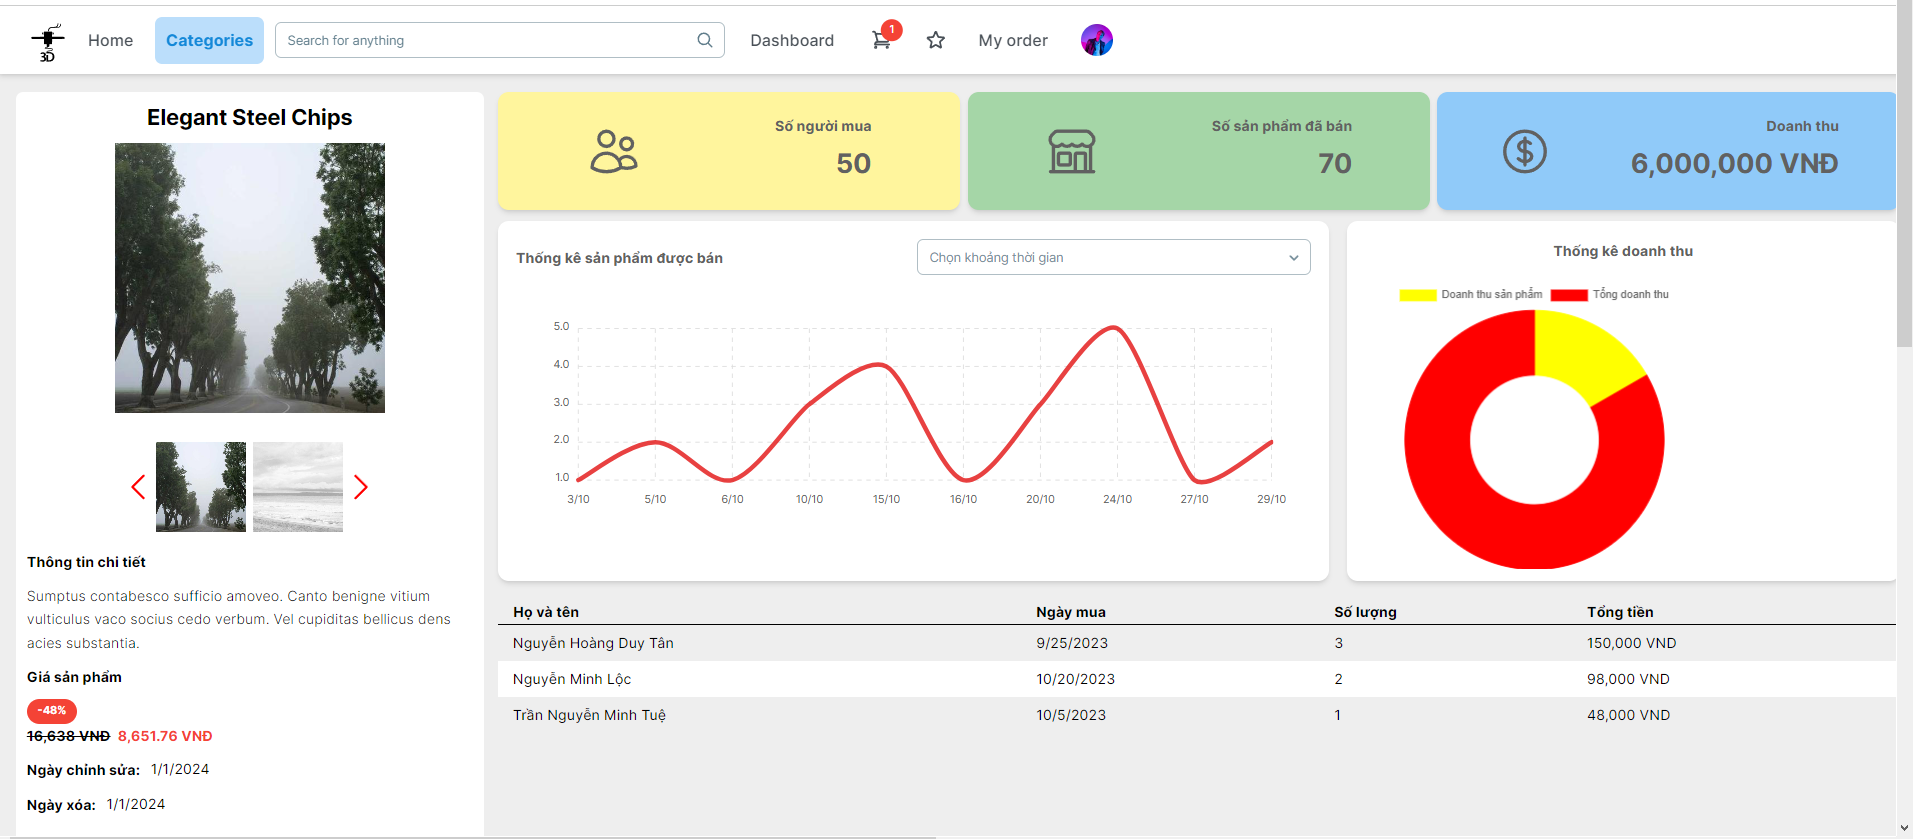 3D
Home
Categories
Search for anything
Dashboard
1
My order
Elegant Steel Chips
Thông tin chi tiết
Sumptus contabesco sufficio amoveo. Canto benigne vitium
vulticulus vaco socius cedo verbum. Vel cupiditas bellicus dens
acies substantia.
Giá sản phẩm
-48%
16,638 VNĐ 8,651.76 VNĐ
Ngày chỉnh sửa: 1/1/2024
Ngày xóa: 1/1/2024
Số người mua
50
Số sản phẩm đã bán
70
Doanh thu
6,000,000 VNĐ
Thống kê sản phẩm được bán
Chọn khoảng thời gian
5.0
4.0
3.0
2.0
1.0
3/10 5/10 6/10 10/10 15/10 16/10 20/10 24/10 27/10 29/10
Thống kê doanh thu
Doanh thu sản phẩm Tổng doanh thu
Họ và tên Ngày mua Số lượng Tổng tiền
Nguyễn Hoàng Duy Tân 9/25/2023 3 150,000 VND
Nguyễn Minh Lộc 10/20/2023 2 98,000 VND
Trần Nguyễn Minh Tuệ 10/5/2023 1 48,000 VND